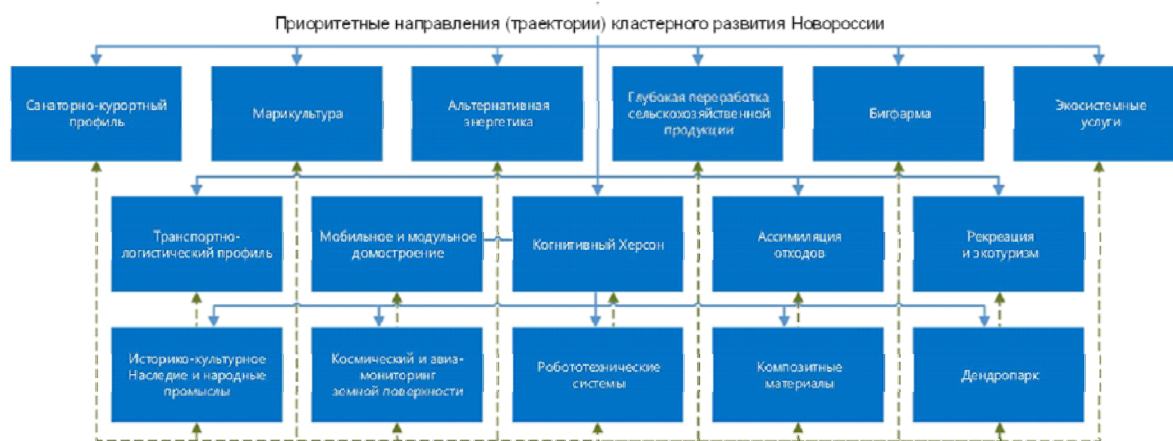 Приоритетные направления (траектории) кластерного развития Новороссии
Санаторно-курортный
профиль
Марикультура
Альтернативная
энергетика
Глубокая переработка
сельскохозяйственной
продукции
Бигфарма
Экосистемные
услуги
Транспортно-
логистический профиль
Мобильное и модульное
домостроение
Когнитивный Херсон
Ассимиляция
отходов
Рекреация
и экотуризм
Историко-культурное
Наследие и народные
промыслы
Космический и авиа-
мониторинг
земной поверхности
Робототехнические
системы
Композитные
материалы
Дендропарк